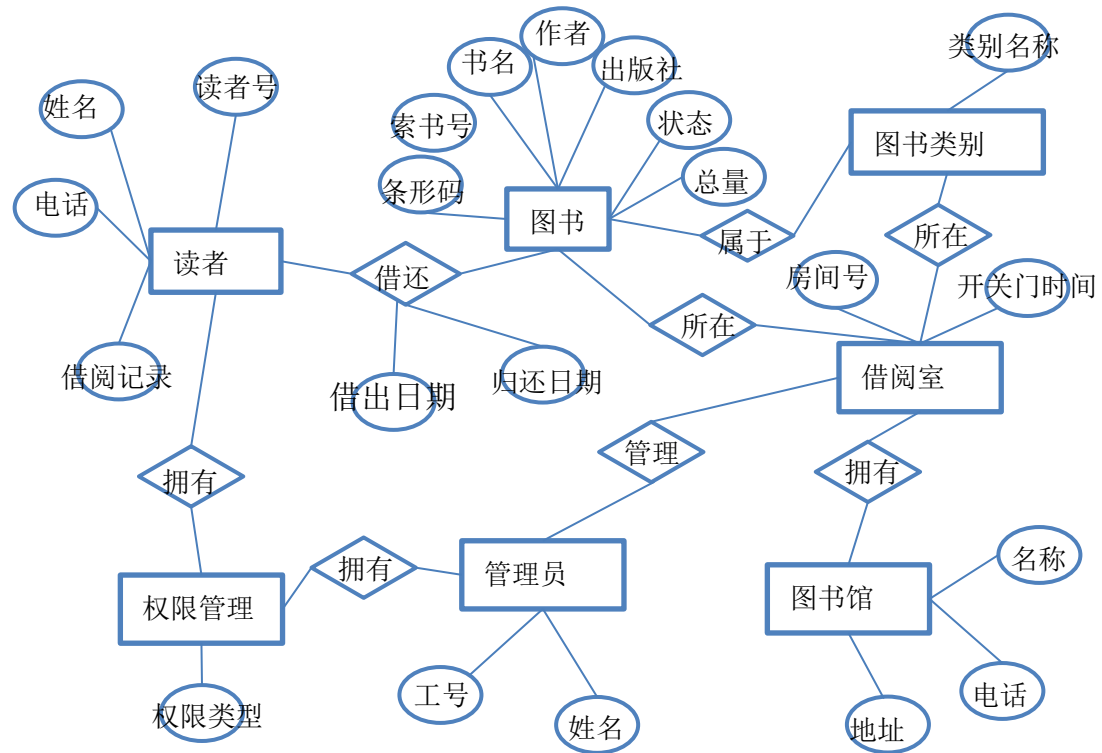 作者
类别名称
书名
出版社
读者号
姓名
索书号
状态
图书类别
条形码
总量
电话
图书
属于
所在
读者
借还
房间号
开关门时间
所在
借阅记录
归还日期
借阅室
借出日期
管理
拥有
拥有
拥有
管理员
名称
权限管理
图书馆
工号
电话
权限类型
姓名
地址